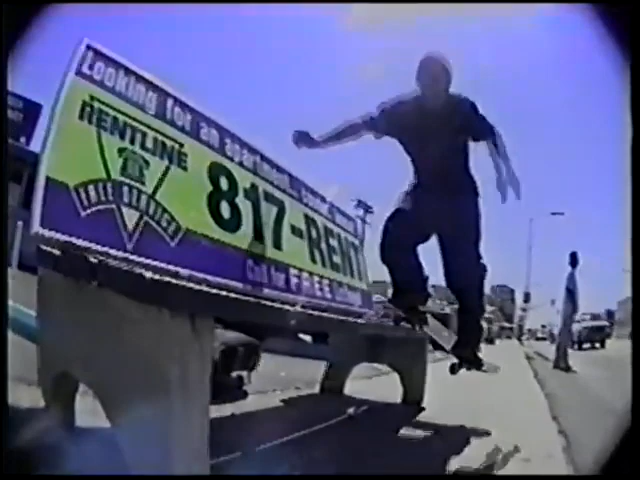 Looking for an apartment
RENTLINE
FREE SERVICE
817-RENT
Call for FREE